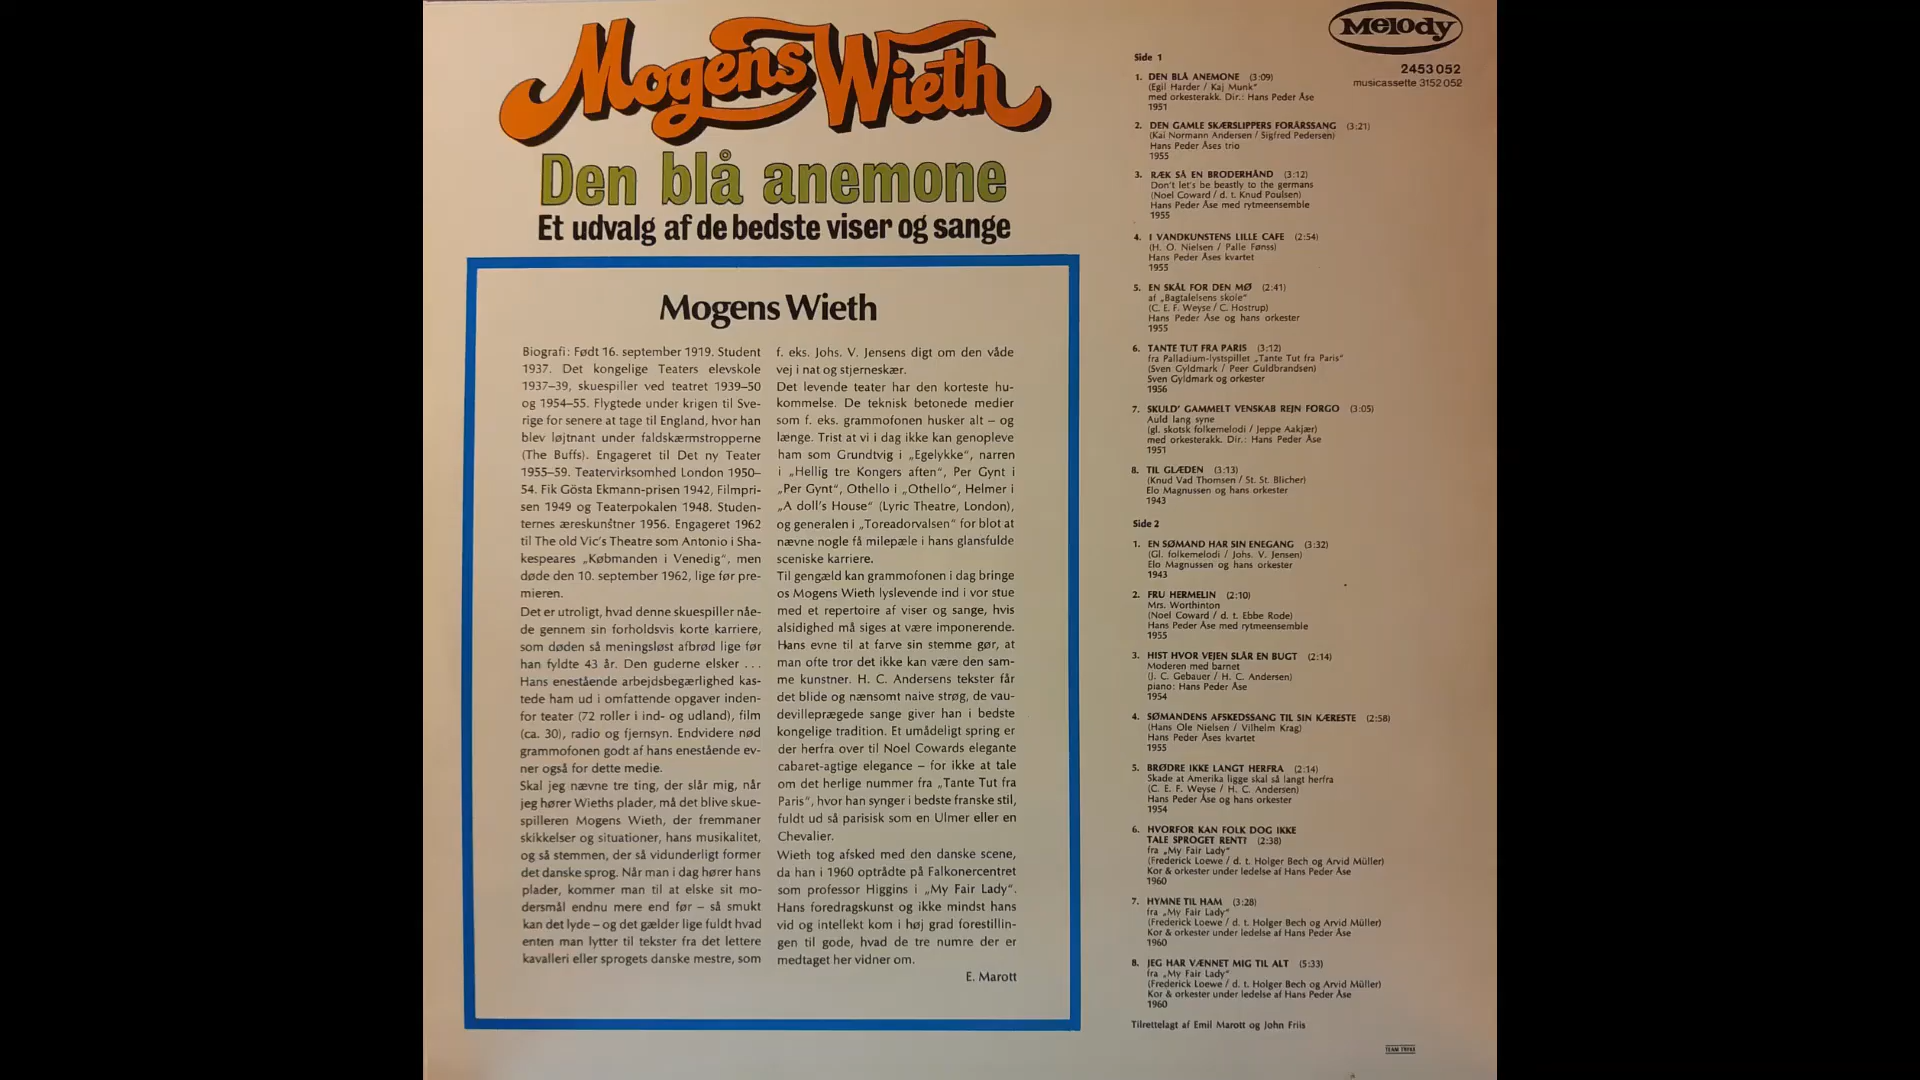 Mogens Wieth
Den blå anemone
Et udvalg af de bedste viser og sange
Mogens Wieth
Biografi: Født 16. september 1919. Student
1937. Det kongelige Teaters elevskole
1937–39, skuespiller ved teatret 1939–50
og 1954–55. Flygtede under krigen til Sve-
rige for senere at tage til England, hvor han
blev løjtnant under faldskærmstropperne
(The Buffs). Engageret til Det ny Teater
1955–59. Teatervirksomhed London 1950–
54. Fik Gösta Ekmann-prisen 1942, Filmpri-
sen 1949 og Teaterpokalen 1948. Studen-
ternes æreskunstner 1956. Engageret 1962
til The old Vic's Theatre som Antonio i Sha-
kespeares „Købmanden i Venedig“, men
døde den 10. september 1962, lige før pre-
mieren.
Det er utroligt, hvad denne skuespiller nåe-
de gennem sin forholdsvis korte karriere,
som døden så meningsløst afbrød lige før
han fyldte 43 år. Den guderne elsker . . .
Hans enestående arbejdsbegærlighed kas-
tede ham ud i omfattende opgaver inden-
for teater (72 roller i ind- og udland), film
(ca. 30), radio og fjernsyn. Endvidere nød
grammofonen godt af hans enestående ev-
ner også for dette medie.
Skal jeg nævne tre ting, der slår mig, når
jeg hører Wieths plader, må det blive skue-
spilleren Mogens Wieth, der fremmaner
skikkelser og situationer, hans musikalitet,
og så stemmen, der så vidunderligt former
det danske sprog. Når man i dag hører hans
plader, kommer man til at elske sit mo-
dersmål endnu mere end før – så smukt
kan det lyde – og det gælder lige fuldt hvad
enten man lytter til tekster fra det lettere
kavalleri eller sprogets danske mestre, som
f. eks. Johs. V. Jensens digt om den våde
vej i nat og stjerneskær.
Det levende teater har den korteste hu-
kommelse. De teknisk betonede medier
som f. eks. grammofonen husker alt – og
længe. Trist at vi i dag ikke kan genopleve
ham som Grundtvig i „Egelykke“, narren
i „Hellig tre Kongers aften“, Per Gynt i
„Per Gynt“, Othello i „Othello“, Helmer i
„A doll's House“ (Lyric Theatre, London),
og generalen i „Toreadorvalsen“ for blot at
nævne nogle få milepæle i hans glansfulde
sceniske karriere.
Til gengæld kan grammofonen i dag bringe
os Mogens Wieth lyslevende ind i vor stue
med et repertoire af viser og sange, hvis
alsidighed må siges at være imponerende.
Hans evne til at farve sin stemme gør, at
man ofte tror det ikke kan være den sam-
me kunstner. H. C. Andersens tekster får
det blide og nænsomt naive strøg, de vau-
devilleprægede sange giver han i bedste
kongelige tradition. Et umådeligt spring er
der herfra over til Noel Cowards elegante
cabaret-agtige elegance – for ikke at tale
om det herlige nummer fra „Tante Tut fra
Paris“, hvor han synger i bedste franske stil,
fuldt ud så parisisk som en Ulmer eller en
Chevalier.
Wieth tog afsked med den danske scene,
da han i 1960 optrådte på Falkonercentret
som professor Higgins i „My Fair Lady“.
Hans foredragskunst og ikke mindst hans
vid og intellekt kom i høj grad forestillin-
gen til gode, hvad de tre numre der er
medtaget her vidner om.
E. Marott
Melody
2453 052
musicassette 3152 052
Side 1
1. DEN BLÅ ANEMONE (3:09)
(Egil Harder / Kaj Munk“
med orkesterakk. Dir.: Hans Peder Åse
1951
2. DEN GAMLE SKÆRSLIPPERS FORÅRSSANG (3:21)
(Kai Normann Andersen / Sigfred Pedersen)
Hans Peder Åses trio
1955
3. RÆK SÅ EN BRODERHÅND (3:12)
Don't let's be beastly to the germans
(Noel Coward / d. t. Knud Poulsen)
Hans Peder Åse med rytmeensemble
1955
4. I VANDKUNSTENS LILLE CAFE (2:54)
(H. O. Nielsen / Palle Fønss)
Hans Peder Åses kvartet
1955
5. EN SKÅL FOR DEN MØ (2:41)
af „Bagtalelsens skole“
(C. E. F. Weyse / C. Hostrup)
Hans Peder Åse og hans orkester
1955
6. TANTE TUT FRA PARIS (3:12)
fra Palladium-lystspillet „Tante Tut fra Paris“
(Sven Gyldmark / Peer Guldbrandsen)
Sven Gyldmark og orkester
1956
7. SKULD' GAMMELT VENSKAB REJN FORGO (3:05)
Auld lang syne
(gl. skotsk folkemelodi / Jeppe Aakjær)
med orkesterakk. Dir.: Hans Peder Åse
1951
8. TIL GLÆDEN (3:13)
(Knud Vad Thomsen / St. St. Blicher)
Elo Magnussen og hans orkester
1943
Side 2
1. EN SØMAND HAR SIN ENEGANG (3:32)
(Gl. folkemelodi / Johs. V. Jensen)
Elo Magnussen og hans orkester
1943
2. FRU HERMELIN (2:10)
Mrs. Worthinton
(Noel Coward / d. t. Ebbe Rode)
Hans Peder Åse med rytmeensemble
1955
3. HIST HVOR VEJEN SLÅR EN BUGT (2:14)
Moderen med barnet
(J. C. Gebauer / H. C. Andersen)
piano: Hans Peder Åse
1954
4. SØMANDENS AFSKEDSSANG TIL SIN KÆRESTE (2:58)
(Hans Ole Nielsen / Vilhelm Krag)
Hans Peder Åses kvartet
1955
5. BRØDRE IKKE LANGT HERFRA (2:14)
Skade at Amerika ligge skal så langt herfra
(C. E. F. Weyse / H. C. Andersen)
Hans Peder Åse og hans orkester
1954
6. HVORFOR KAN FOLK DOG IKKE
TALE SPROGET RENT? (2:38)
fra „My Fair Lady“
(Frederick Loewe / d. t. Holger Bech og Arvid Müller)
Kor & orkester under ledelse af Hans Peder Åse
1960
7. HYMNE TIL HAM (3:28)
fra „My Fair Lady“
(Frederick Loewe / d. t. Holger Bech og Arvid Müller)
Kor & orkester under ledelse af Hans Peder Åse
1960
8. JEG HAR VÆNNET MIG TIL ALT (5:33)
fra „My Fair Lady“
(Frederick Loewe / d. t. Holger Bech og Arvid Müller)
Kor & orkester under ledelse af Hans Peder Åse
1960
Tilrettelagt af Emil Marott og John Friis